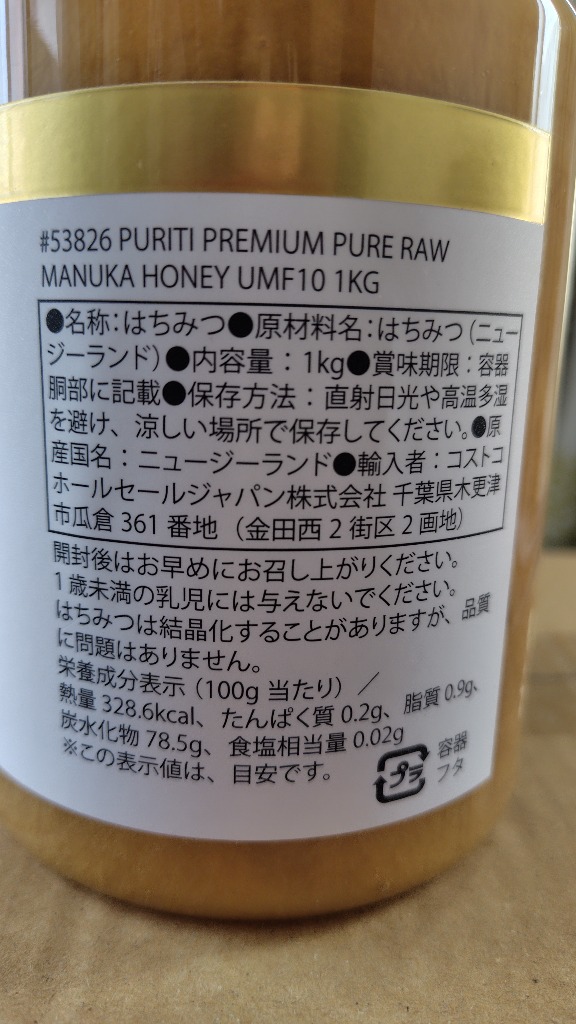 #53826 PURITI PREMIUM PURE RAW
MANUKA HONEY UMF10 1KG
●名称：はちみつ●原材料名：はちみつ（ニュー
ジーランド）●内容量：1kg●賞味期限：容器
胴部に記載●保存方法：直射日光や高温多湿
を避け、涼しい場所で保存してください。●原
産国名：ニュージーランド●輸入者：コストコ
ホールセールジャパン株式会社 千葉県木更津
市瓜倉 361 番地（金田西 2 街区 2 画地）
開封後はお早めにお召し上がりください。
1 歳未満の乳児には与えないでください。
はちみつは結晶化することがありますが、品質
に問題はありません。
栄養成分表示（100g 当たり）／
熱量 328.6kcal、たんぱく質 0.2g、脂質 0.9g、
炭水化物 78.5g、食塩相当量 0.02g
※この表示値は、目安です。
プラ
容器
フタ